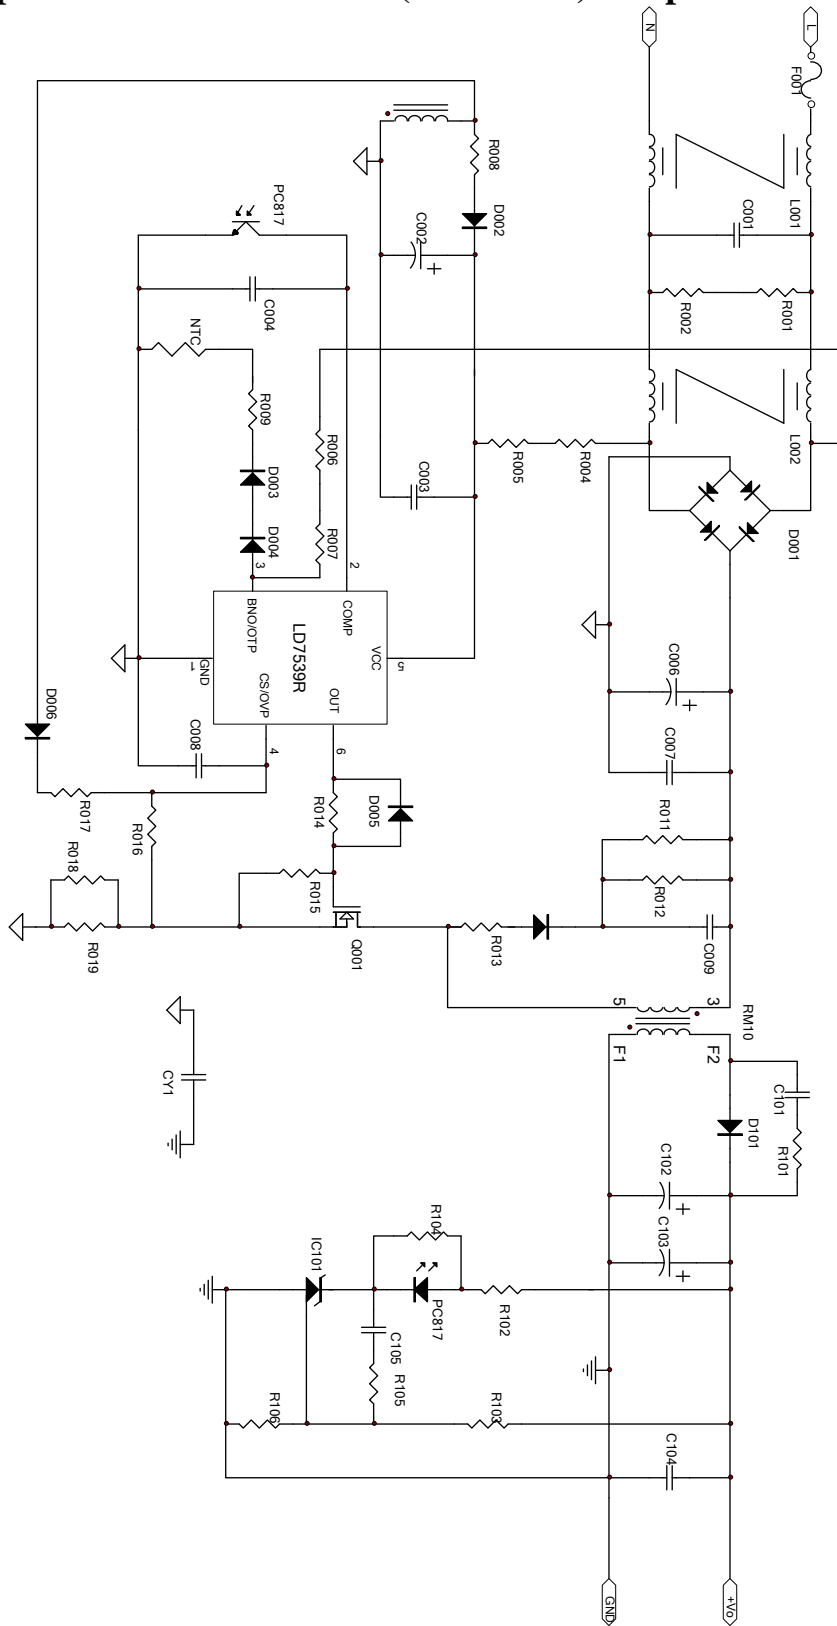 N
L
F001
L001
C001
R001
R002
L002
R004
R005
D001
R008
D002
C002
+
C003
PC817
C004
NTC
R009
D003
D004
R006
R007
3
2
BNO/OTP
COMP
VCC
5
LD7539R
1
GND
CS/OVP
OUT
4
6
C006
+
C007
D006
C008
R017
R016
R014
D005
R018
R019
R015
Q001
R011
R012
C009
R013
5
3
RM10
F1
F2
CY1
C101
R101
D101
C102
+
C103
+
R104
IC101
PC817
R102
C105
R105
R106
R103
C104
GND
+Vo